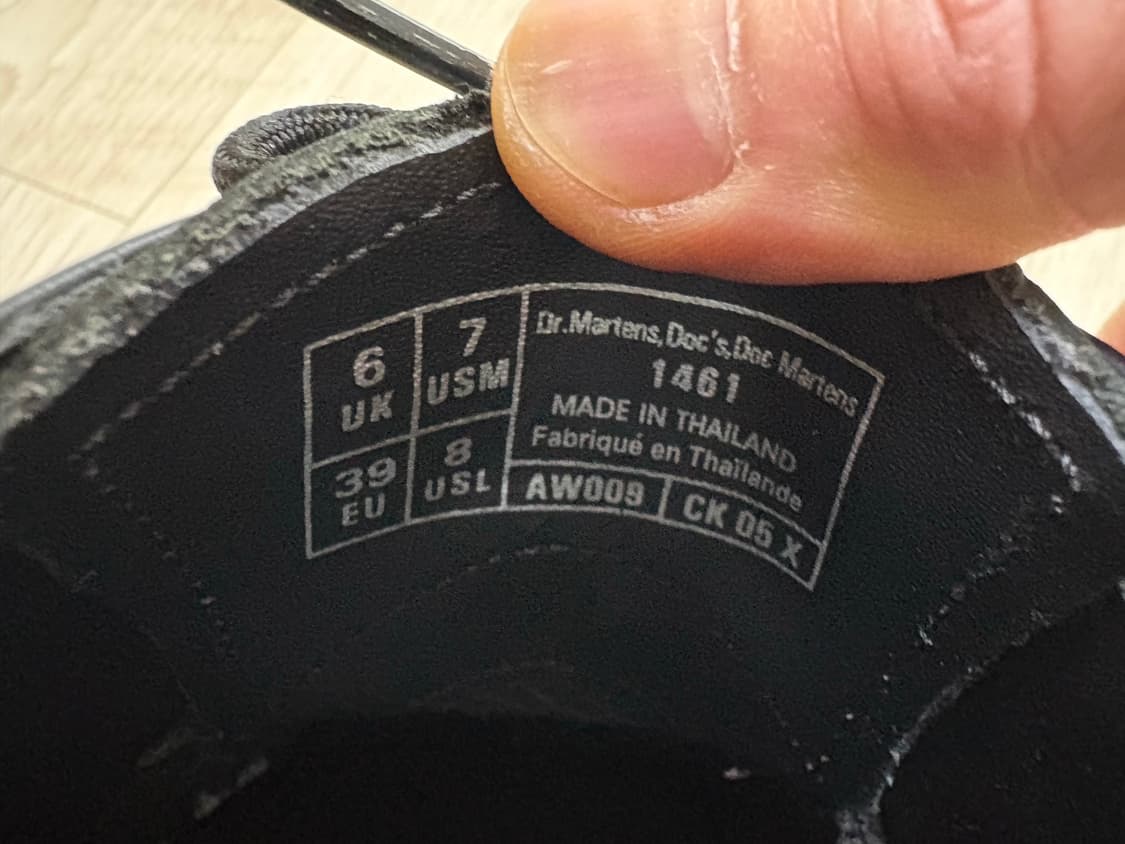 6
UK
7
USM
39
EU
8
USL
Dr.Martens,Doc's,Doc Martens
1461
MADE IN THAILAND
Fabriqué en Thaïlande
AW009
CK 05 X